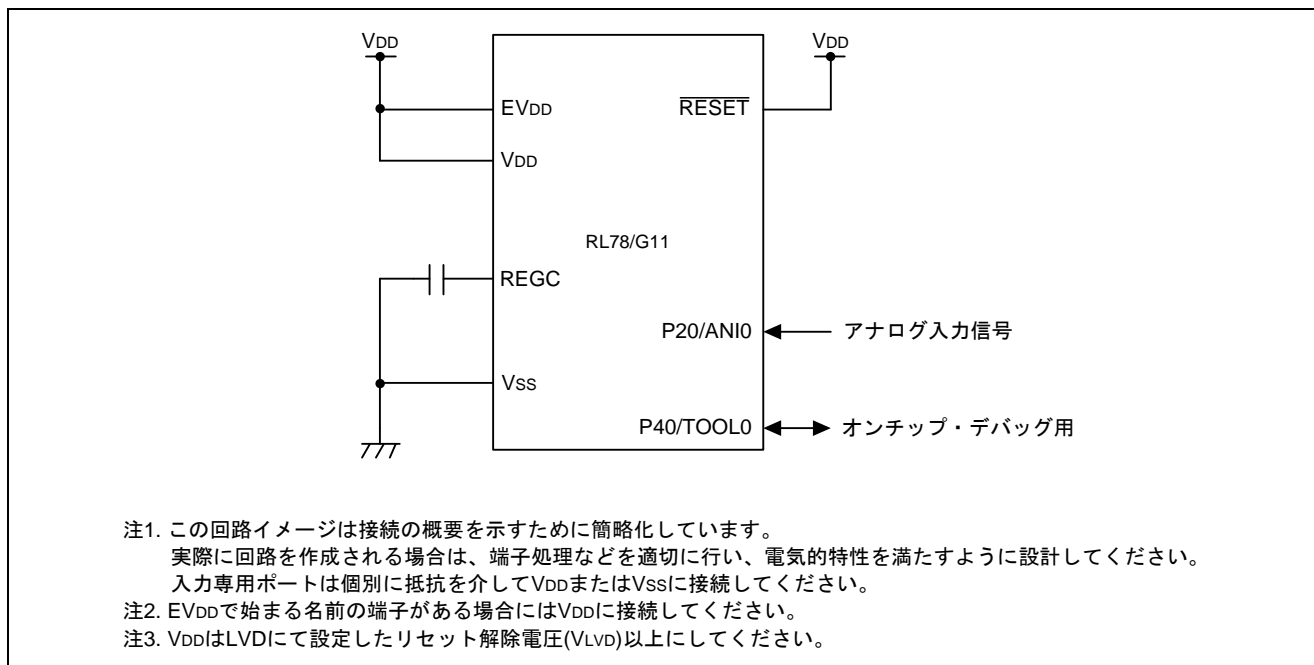 VDD
VDD
EVDD
RESET
VDD
RL78/G11
REGC
P20/ANI0
アナログ入力信号
VSS
P40/TOOL0
オンチップ・デバッグ用
注1. この回路イメージは接続の概要を示すために簡略化しています。
実際に回路を作成される場合は、端子処理などを適切に行い、電気的特性を満たすように設計してください。
入力専用ポートは個別に抵抗を介してVDDまたはVSSに接続してください。
注2. EVDDで始まる名前の端子がある場合にはVDDに接続してください。
注3. VDDはLVDにて設定したリセット解除電圧(VLVD)以上にしてください。